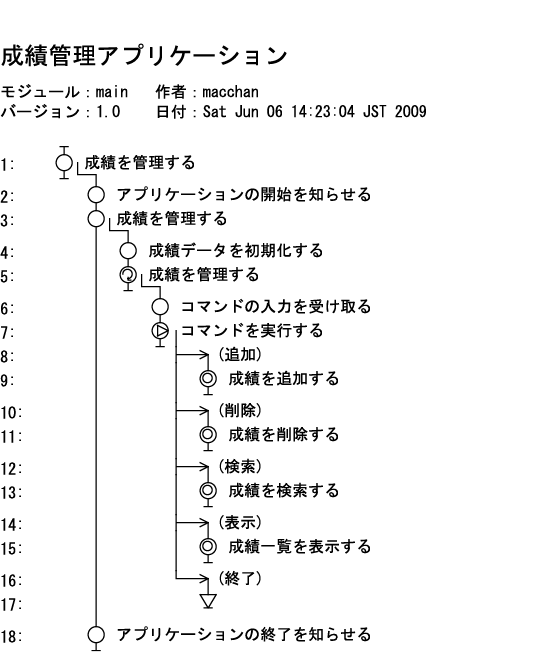 成績管理アプリケーション
モジュール：main 作者：macchan
バージョン：1.0 日付：Sat Jun 06 14:23:04 JST 2009
1: 成績を管理する
2: アプリケーションの開始を知らせる
3: 成績を管理する
4: 成績データを初期化する
5: 成績を管理する
6: コマンドの入力を受け取る
7: コマンドを実行する
8: (追加)
9: 成績を追加する
10: (削除)
11: 成績を削除する
12: (検索)
13: 成績を検索する
14: (表示)
15: 成績一覧を表示する
16: (終了)
17:
18: アプリケーションの終了を知らせる